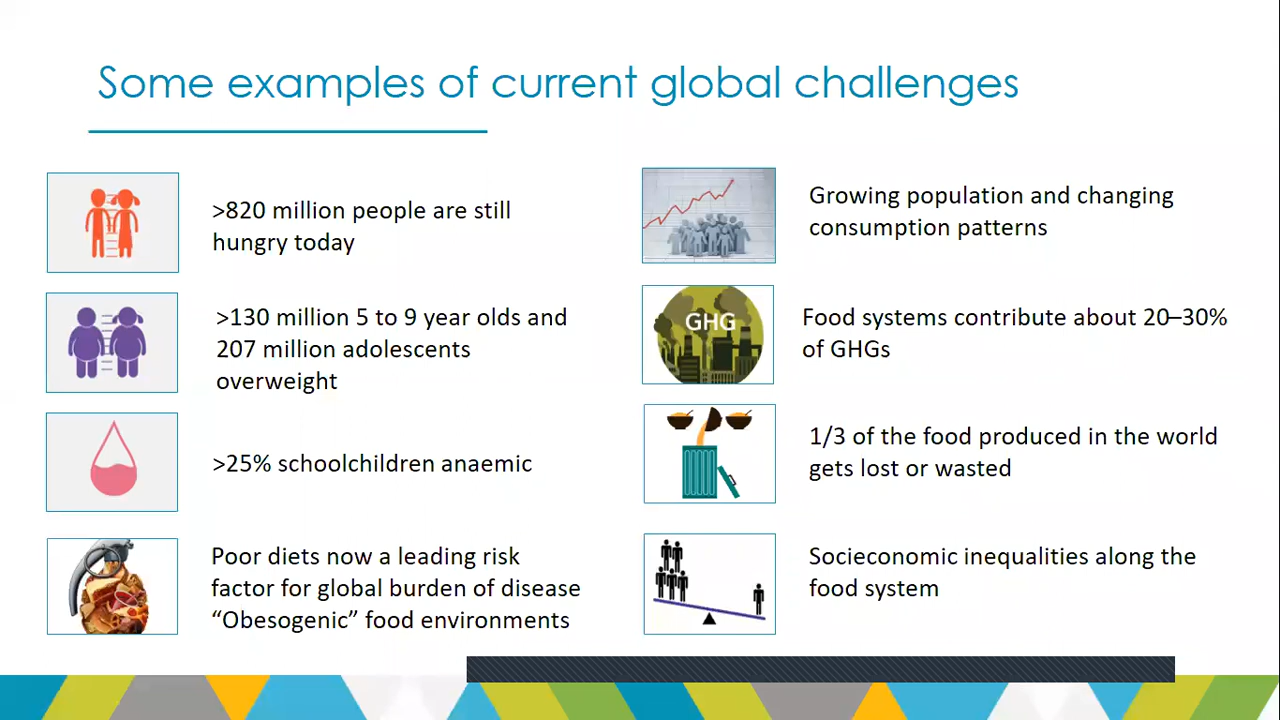 Some examples of current global challenges
>820 million people are still
hungry today
>130 million 5 to 9 year olds and
207 million adolescents
overweight
>25% schoolchildren anaemic
Poor diets now a leading risk
factor for global burden of disease
“Obesogenic” food environments
Growing population and changing
consumption patterns
GHG
Food systems contribute about 20–30%
of GHGs
1/3 of the food produced in the world
gets lost or wasted
Socieconomic inequalities along the
food system